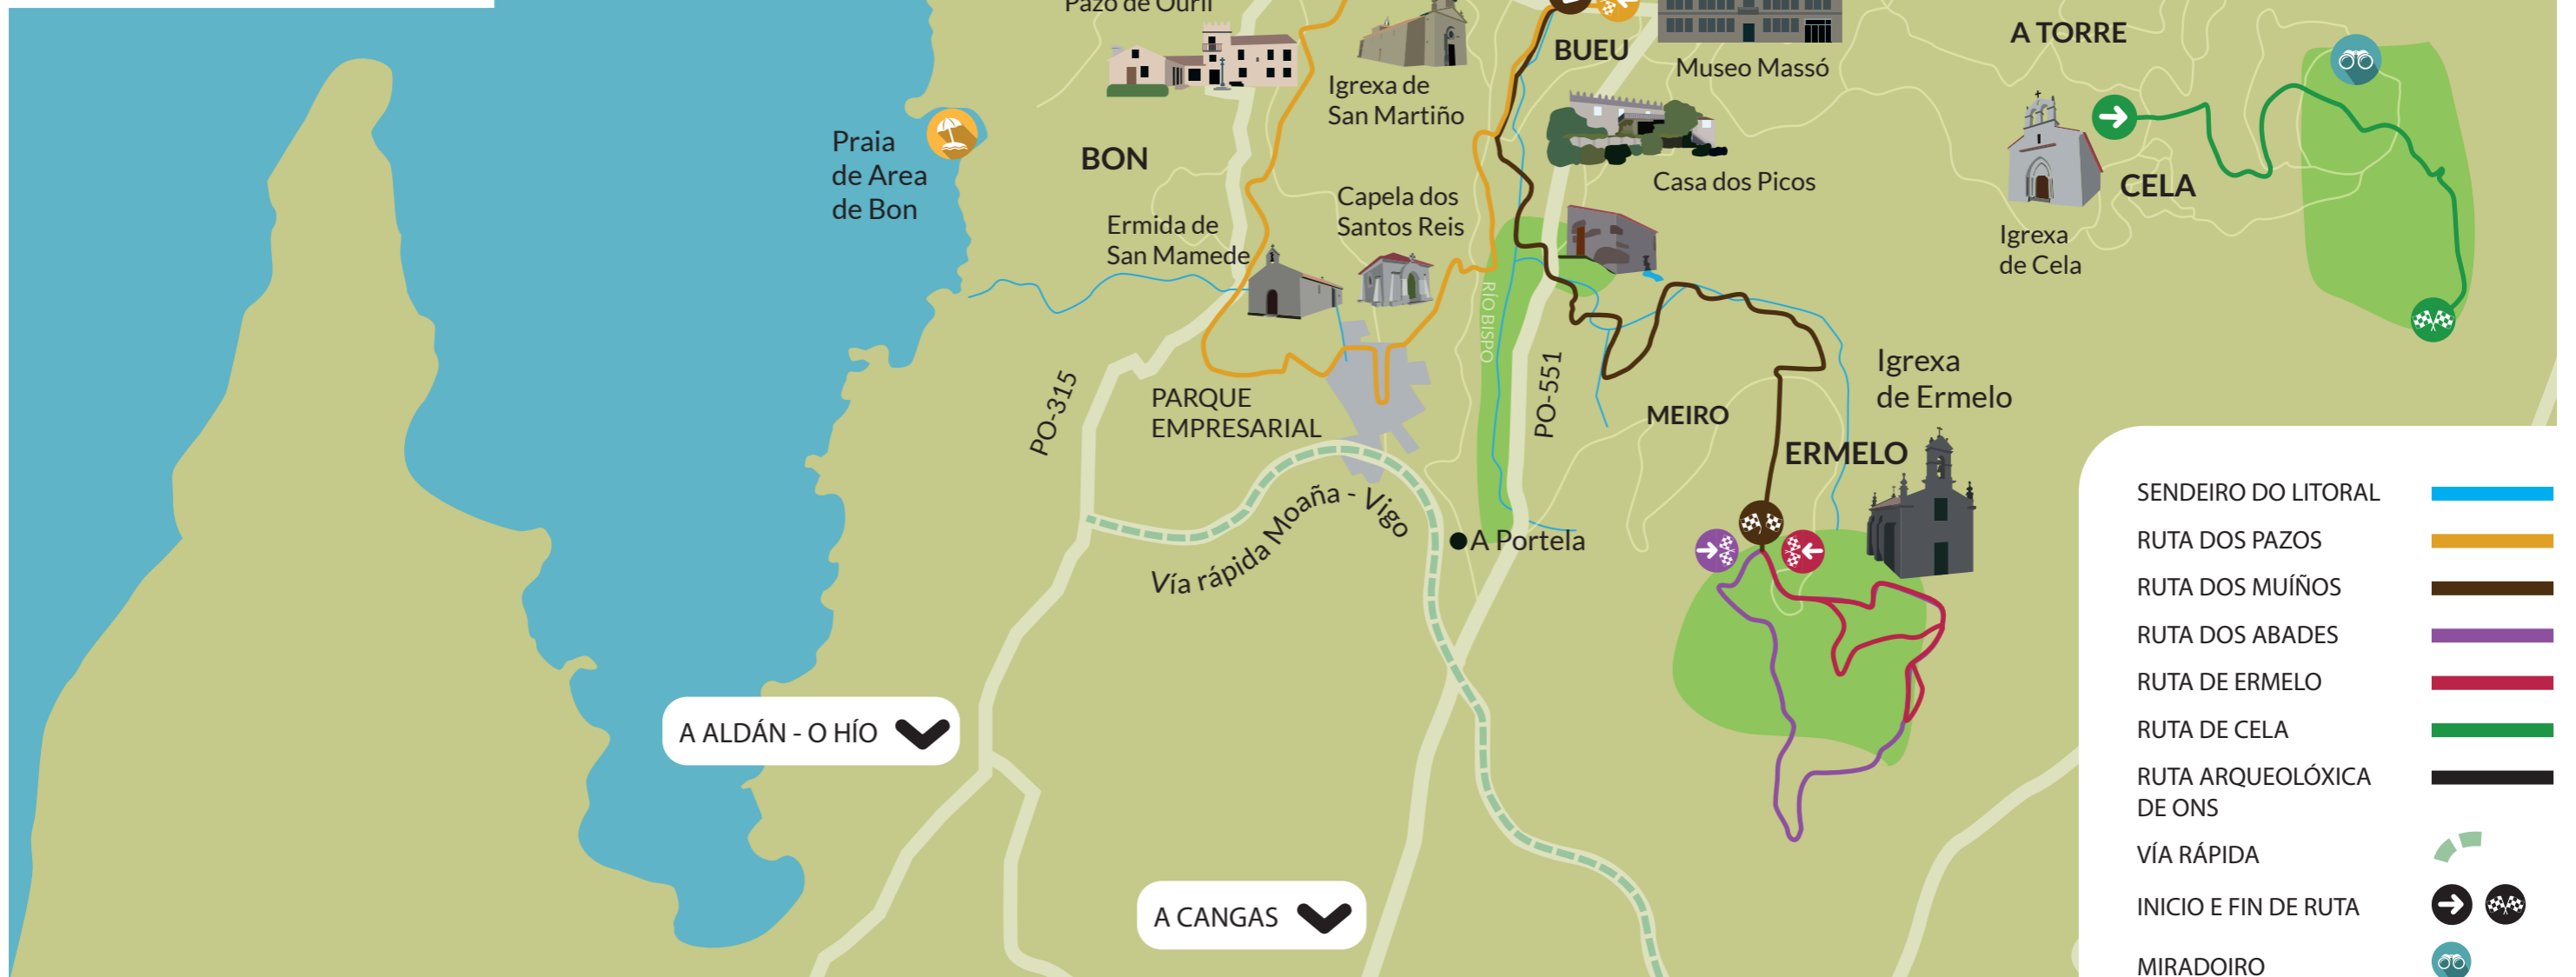 Pazo de Ouril
Igrexa de
San Martiño
BUEU
Museo Massó
A TORRE
Praia
de Area
de Bon
BON
Casa dos Picos
CELA
Igrexa
de Cela
Ermida de
San Mamede
Capela dos
Santos Reis
RÍO BISPO
PO-315
PARQUE
EMPRESARIAL
PO-551
MEIRO
Igrexa
de Ermelo
ERMELO
Vía rápida Moaña - Vigo
A Portela
A ALDÁN - O HÍO
A CANGAS
SENDEIRO DO LITORAL
RUTA DOS PAZOS
RUTA DOS MUÍÑOS
RUTA DOS ABADES
RUTA DE ERMELO
RUTA DE CELA
RUTA ARQUEOLÓXICA
DE ONS
VÍA RÁPIDA
INICIO E FIN DE RUTA
MIRADOIRO